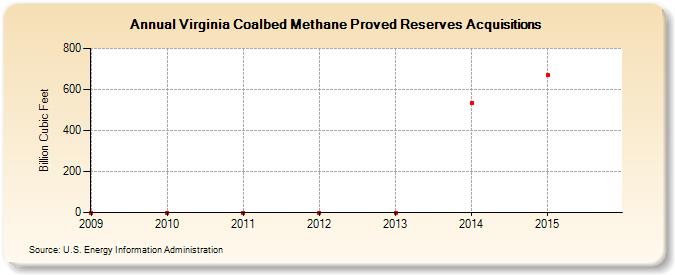 Annual Virginia Coalbed Methane Proved Reserves Acquisitions
Billion Cubic Feet
800
600
400
200
0
2009 2010 2011 2012 2013 2014 2015
Source: U.S. Energy Information Administration